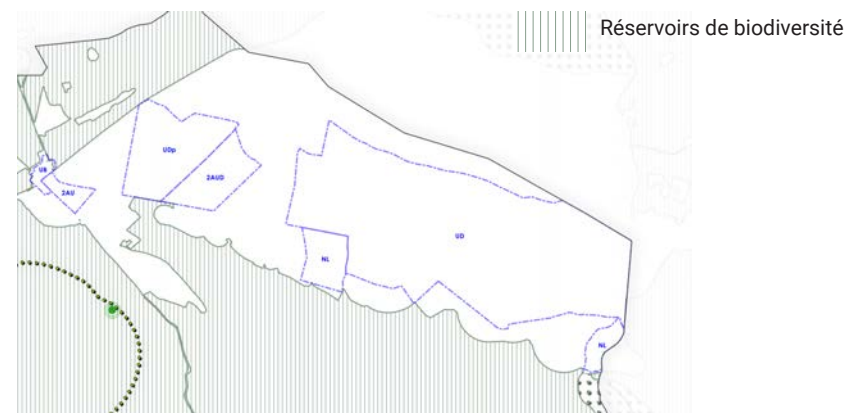 Réservoirs de biodiversité
UDp
UB
2AUD
2AU
UD
NL
NL